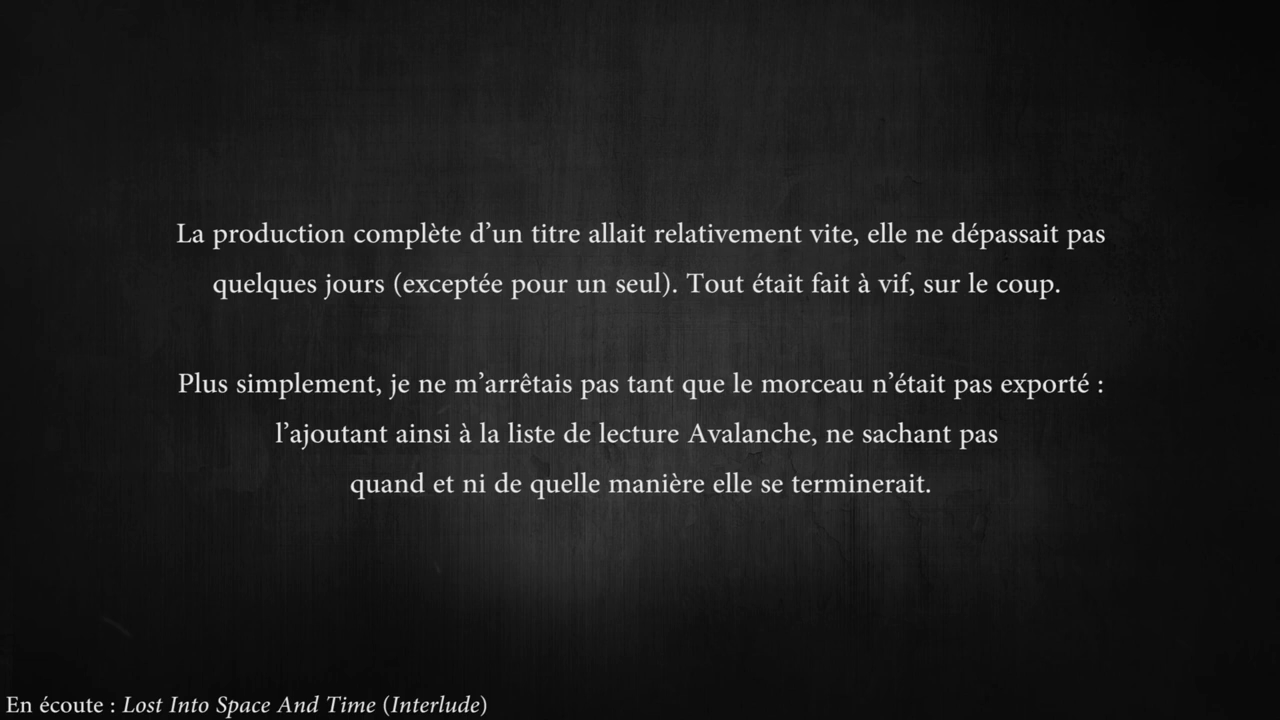 La production complète d’un titre allait relativement vite, elle ne dépassait pas
quelques jours (exceptée pour un seul). Tout était fait à vif, sur le coup.
Plus simplement, je ne m’arrêtais pas tant que le morceau n’était pas exporté :
l’ajoutant ainsi à la liste de lecture Avalanche, ne sachant pas
quand et ni de quelle manière elle se terminerait.
En écoute : Lost Into Space And Time (Interlude)